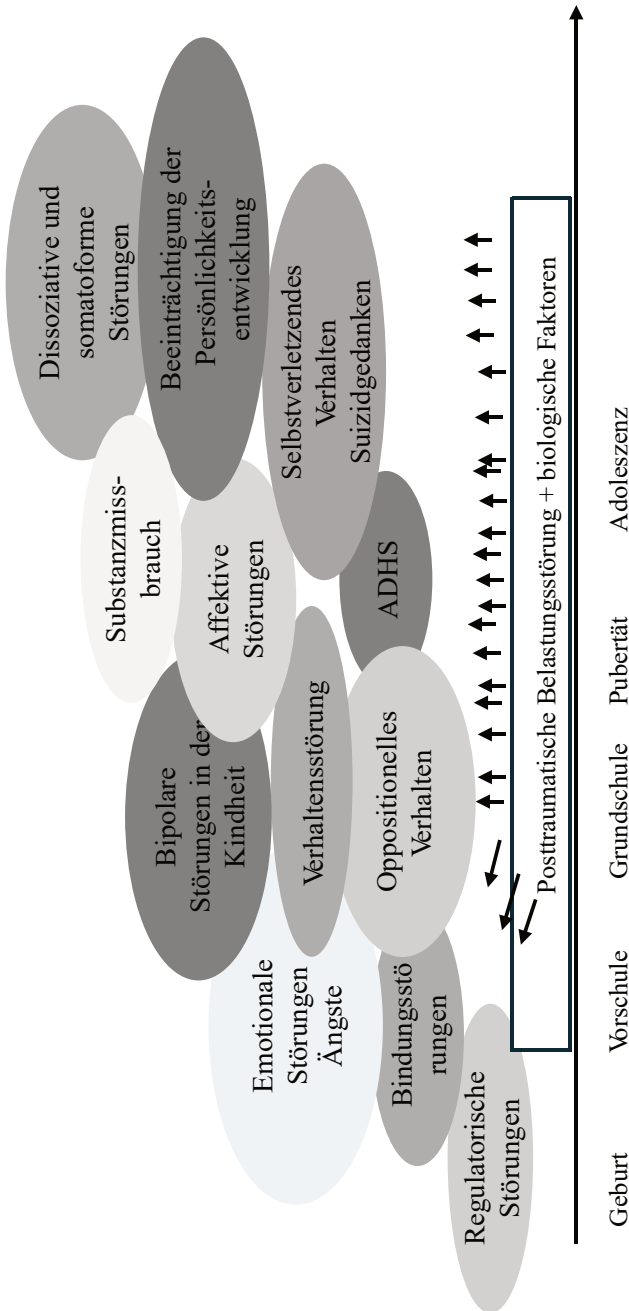 Dissoziative und
somatoforme
Störungen
Beeinträchtigung der
Persönlichkeits-
entwicklung
Substanzmiss-
brauch
Selbstverletzendes
Verhalten
Suizidgedanken
Affektive
Störungen
ADHS
Bipolare
Störungen in der
Kindheit
Verhaltensstörung
Oppositionelles
Verhalten
Emotionale
Störungen
Ängste
Bindungsstö
rungen
Regulatorische
Störungen
Posttraumatische Belastungsstörung + biologische Faktoren
Geburt
Vorschule
Grundschule
Pubertät
Adoleszenz